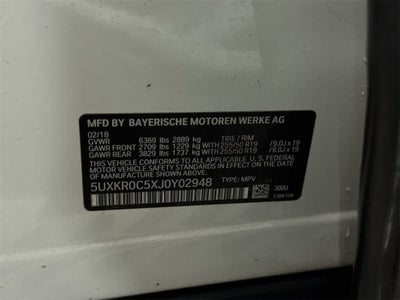 MFD BY BAYERISCHE MOTOREN WERKE AG
02/18 TIRE / RIM
GVWR 6369 lbs 2889 kg
GAWR FRONT 2709 lbs 1229 kg WITH 255/50 R19 /9.0J x 19
GAWR REAR 3829 lbs 1737 kg WITH 255/50 R19 /9.0J x 19
THIS VEHICLE CONFORMS TO ALL APPLICABLE U. S. FEDERAL
MOTOR VEHICLE SAFETY STANDARDS IN EFFECT ON THE
DATE OF MANUFACTURE SHOWN ABOVE.
5UXKR0C5XJ0Y02948 TYPE: MPV
300U